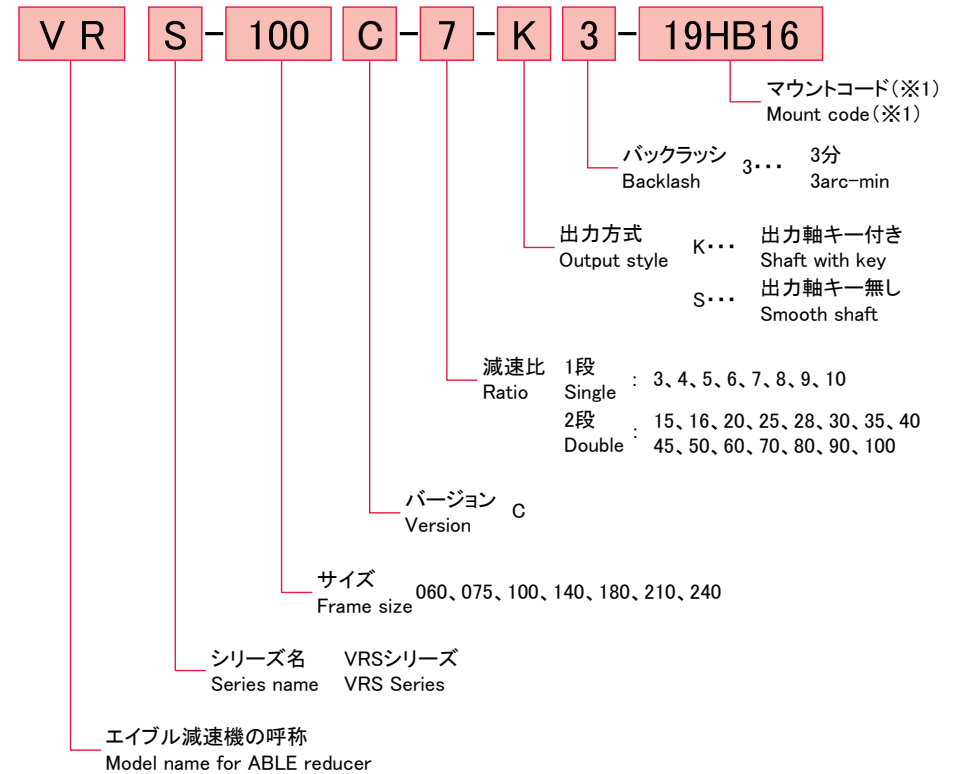 VR S - 100 C - 7 - K 3 - 19HB16
マウントコード(※1)
Mount code(※1)
バックラッシ 3･･･ 3分
Backlash 3arc-min
出力方式 K･･･ 出力軸キー付き
Output style Shaft with key
S･･･ 出力軸キー無し
Smooth shaft
減速比 1段 : 3、4、5、6、7、8、9、10
Ratio Single
2段 : 15、16、20、25、28、30、35、40
Double 45、50、60、70、80、90、100
バージョン C
Version
サイズ 060、075、100、140、180、210、240
Frame size
シリーズ名 VRSシリーズ
Series name VRS Series
エイブル減速機の呼称
Model name for ABLE reducer